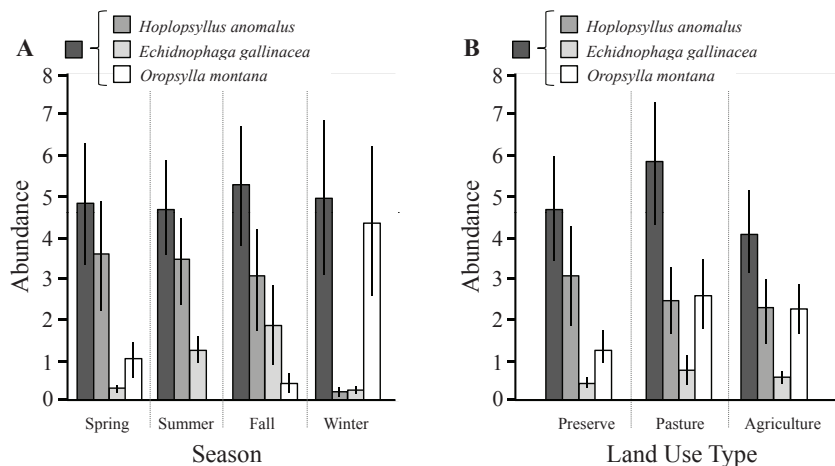 A
Hoplopsyllus anomalus
Echidnophaga gallinacea
Oropsylla montana
8
7
6
5
4
3
2
1
0
Abundance
Spring Summer Fall Winter
Season
B
Hoplopsyllus anomalus
Echidnophaga gallinacea
Oropsylla montana
8
7
6
5
4
3
2
1
0
Abundance
Preserve Pasture Agriculture
Land Use Type